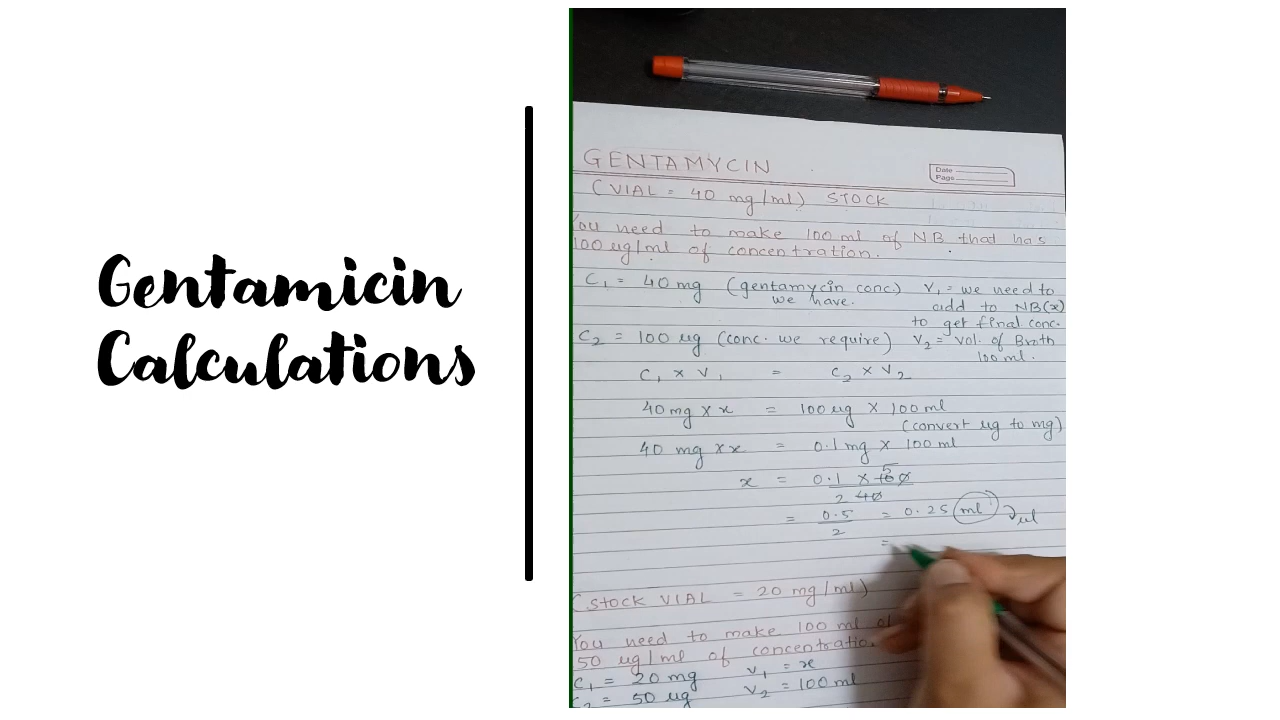 Gentamicin
Calculations
GENTAMYCIN
Date
Page
(VIAL = 40 mg/ml) STOCK
You need to make 100 ml of NB that has
100 ug/ml of concentration.
C₁ = 40 mg (gentamycin conc.) V₁ = we need to
we have. add to NB(x)
to get final conc.
C₂ = 100 ug (conc. we require) V₂ = Vol. of Broth
100 ml.
C₁ x V₁ = C₂ x V₂
40 mg x x = 100 ug x 100 ml
(convert ug to mg)
40 mg x x = 0.1 mg x 100 ml
x = 0.1 x 100 5
2 40
= 0.5 = 0.25 ml ul
2
=
(stock VIAL = 20 mg/ml)
You need to make 100 ml of
50 ug/ml of concentration
C₁ = 20 mg V₁ = x
C₂ = 50 ug V₂ = 100 ml